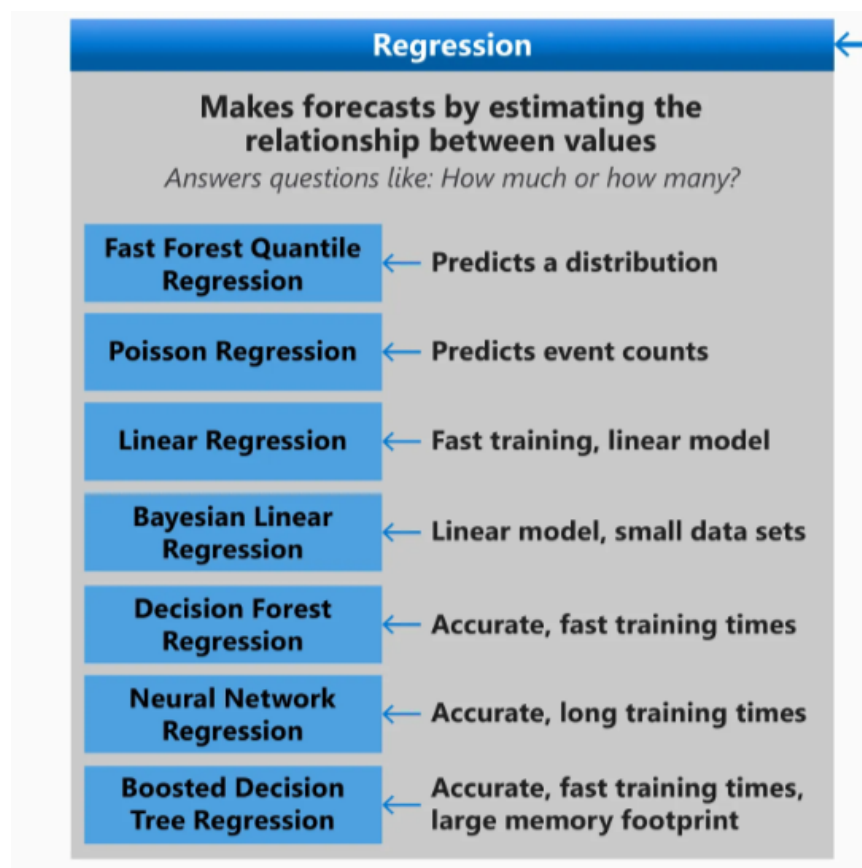 Regression
Makes forecasts by estimating the
relationship between values
Answers questions like: How much or how many?
Fast Forest Quantile
Regression
Predicts a distribution
Poisson Regression
Predicts event counts
Linear Regression
Fast training, linear model
Bayesian Linear
Regression
Linear model, small data sets
Decision Forest
Regression
Accurate, fast training times
Neural Network
Regression
Accurate, long training times
Boosted Decision
Tree Regression
Accurate, fast training times,
large memory footprint